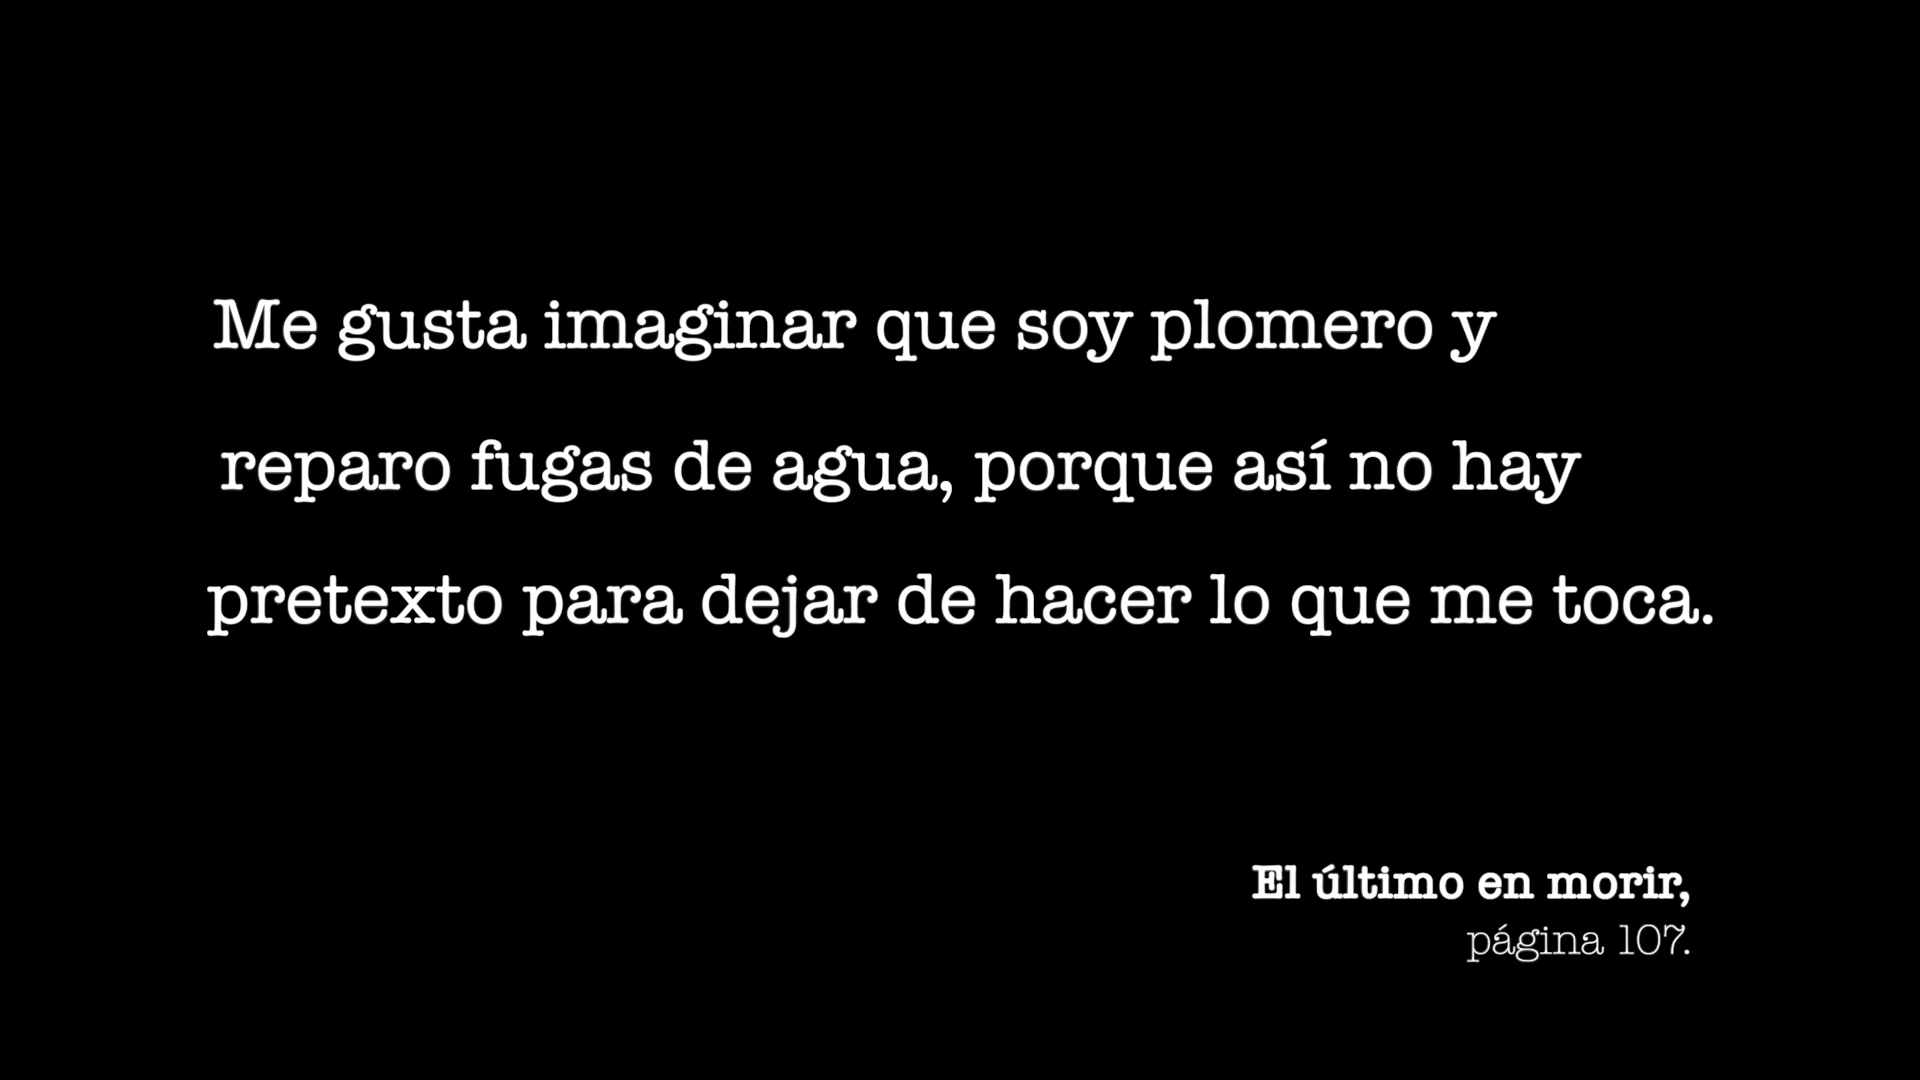 Me gusta imaginar que soy plomero y
reparo fugas de agua, porque así no hay
pretexto para dejar de hacer lo que me toca.
El último en morir,
página 107.